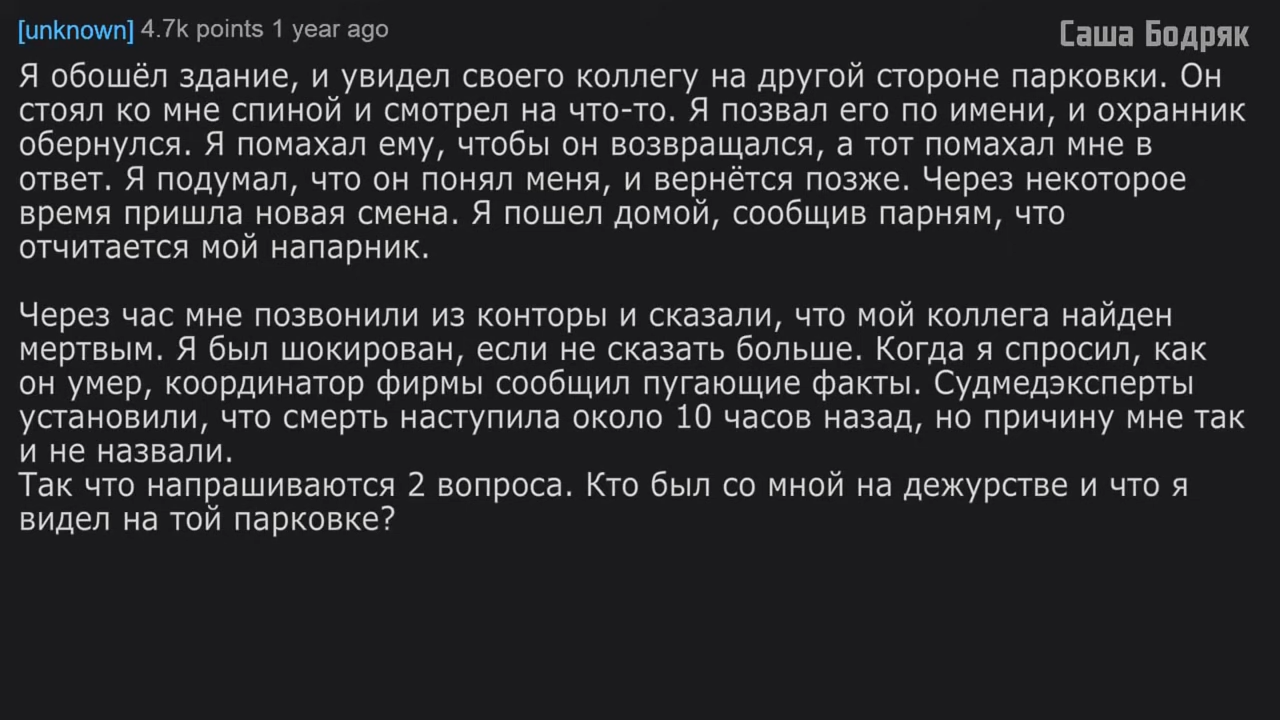 [unknown] 4.7k points 1 year ago
Саша Бодряк
Я обошёл здание, и увидел своего коллегу на другой стороне парковки. Он
стоял ко мне спиной и смотрел на что-то. Я позвал его по имени, и охранник
обернулся. Я помахал ему, чтобы он возвращался, а тот помахал мне в
ответ. Я подумал, что он понял меня, и вернётся позже. Через некоторое
время пришла новая смена. Я пошел домой, сообщив парням, что
отчитается мой напарник.
Через час мне позвонили из конторы и сказали, что мой коллега найден
мертвым. Я был шокирован, если не сказать больше. Когда я спросил, как
он умер, координатор фирмы сообщил пугающие факты. Судмедэксперты
установили, что смерть наступила около 10 часов назад, но причину мне так
и не назвали.
Так что напрашиваются 2 вопроса. Кто был со мной на дежурстве и что я
видел на той парковке?